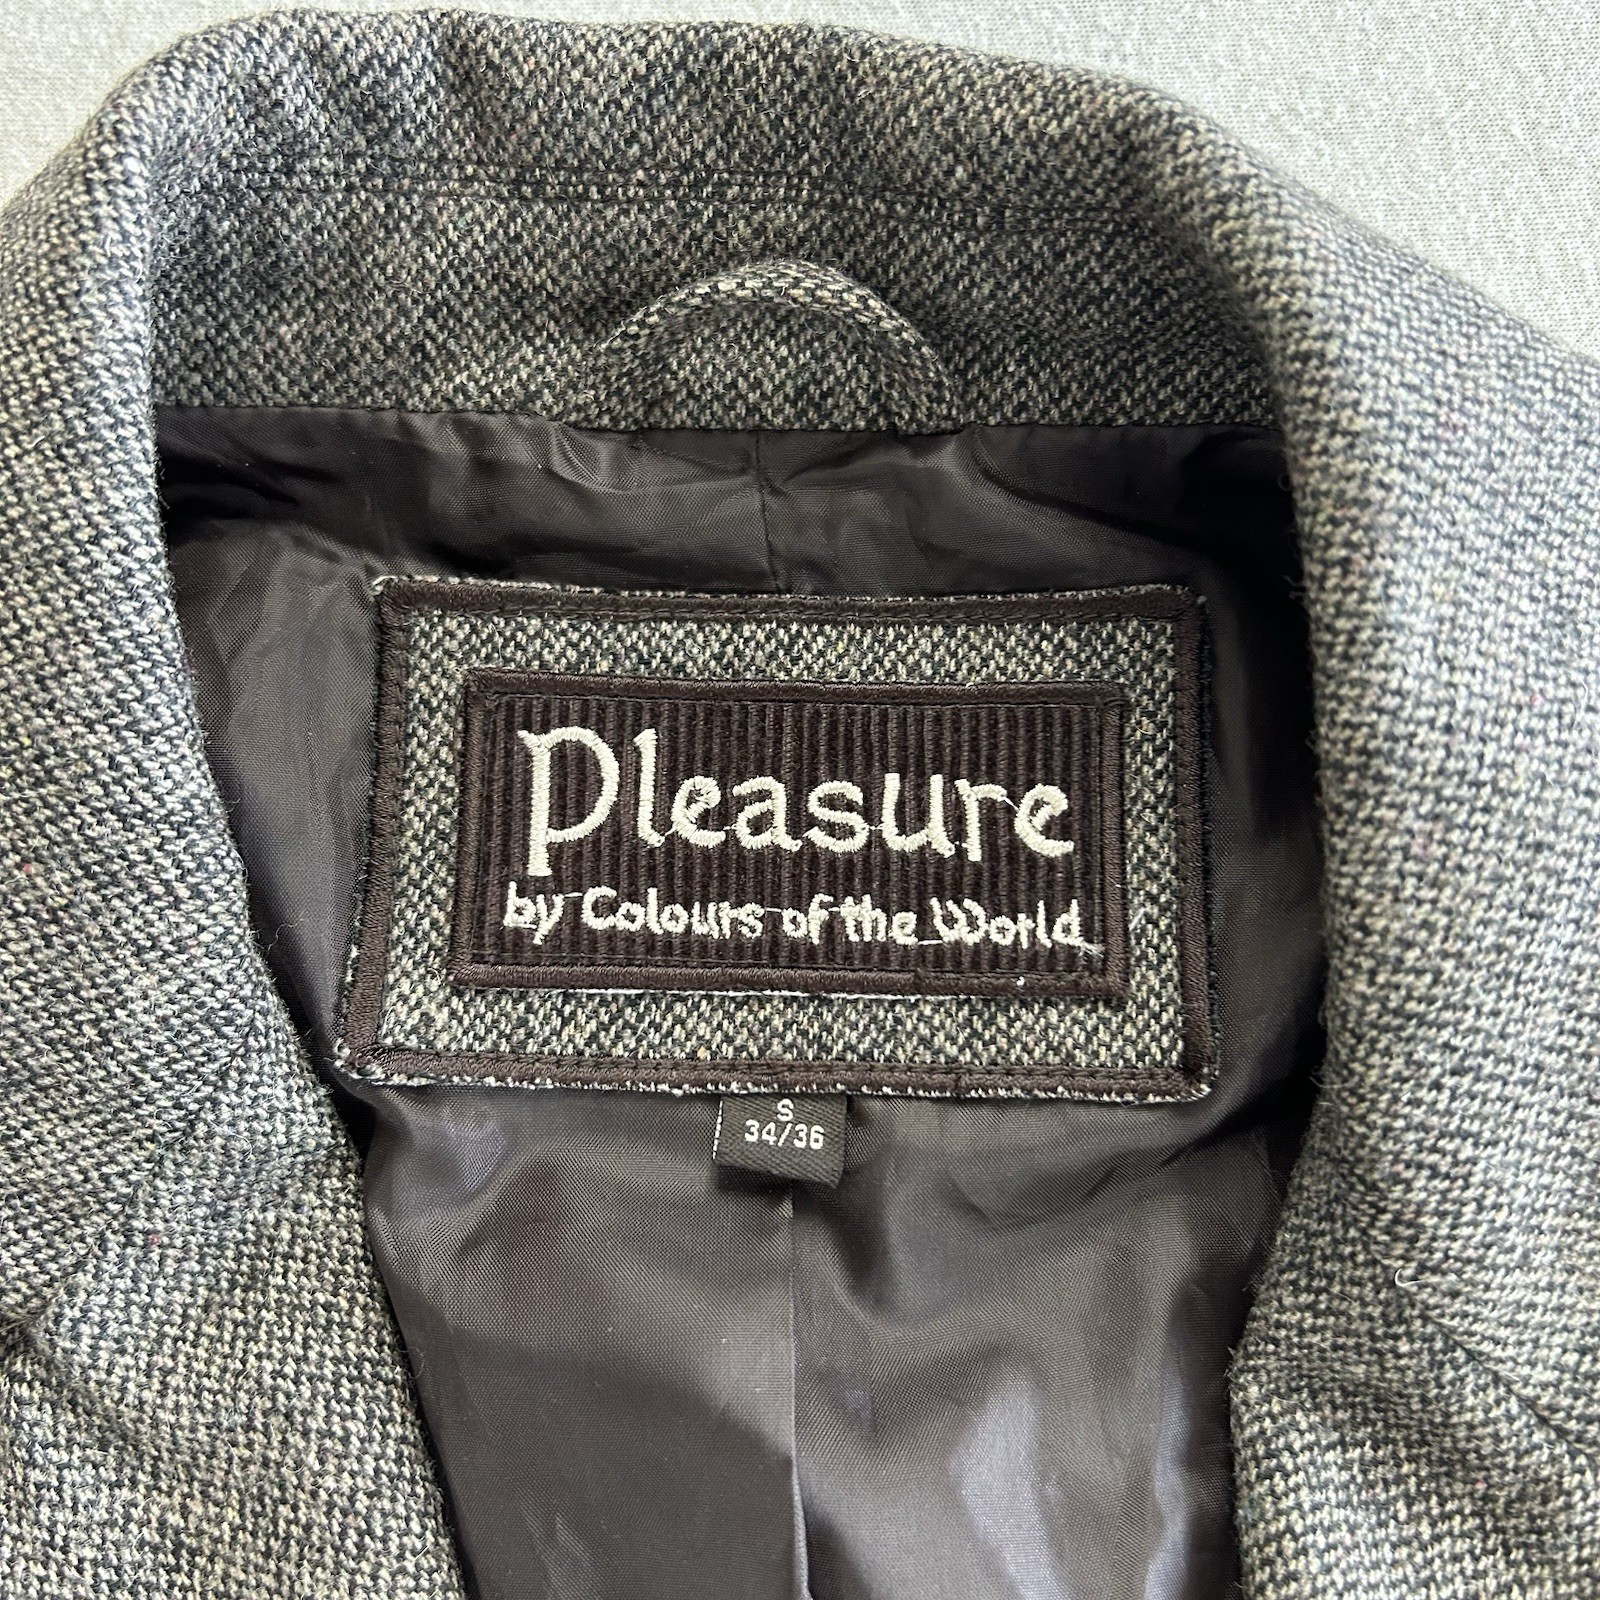 Pleasure
by Colours of the World
S
34/36